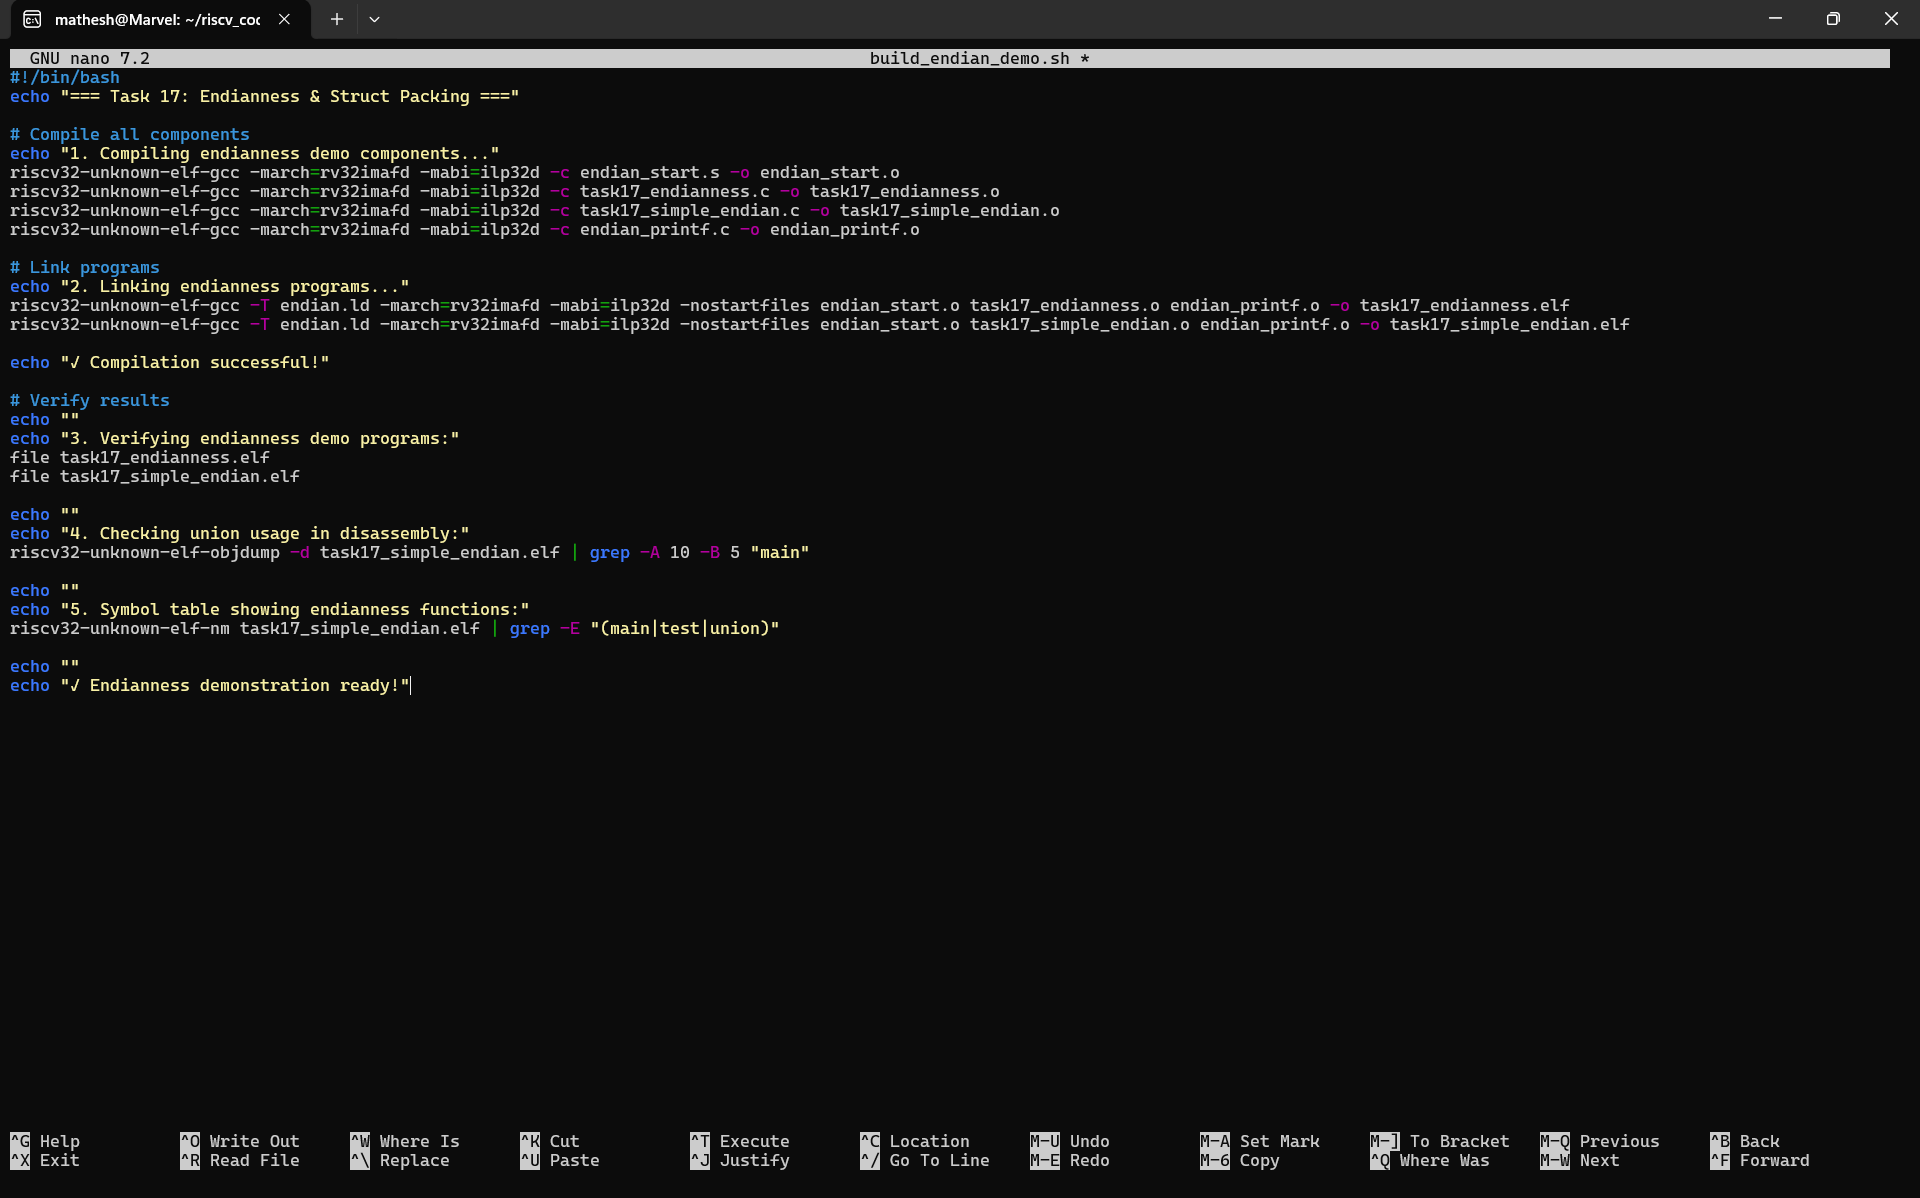 mathesh@Marvel: ~/riscv_coc
GNU nano 7.2 build_endian_demo.sh *
#!/bin/bash
echo "=== Task 17: Endianness & Struct Packing ==="
# Compile all components
echo "1. Compiling endianness demo components..."
riscv32-unknown-elf-gcc -march=rv32imafd -mabi=ilp32d -c endian_start.s -o endian_start.o
riscv32-unknown-elf-gcc -march=rv32imafd -mabi=ilp32d -c task17_endianness.c -o task17_endianness.o
riscv32-unknown-elf-gcc -march=rv32imafd -mabi=ilp32d -c task17_simple_endian.c -o task17_simple_endian.o
riscv32-unknown-elf-gcc -march=rv32imafd -mabi=ilp32d -c endian_printf.c -o endian_printf.o
# Link programs
echo "2. Linking endianness programs..."
riscv32-unknown-elf-gcc -T endian.ld -march=rv32imafd -mabi=ilp32d -nostartfiles endian_start.o task17_endianness.o endian_printf.o -o task17_endianness.elf
riscv32-unknown-elf-gcc -T endian.ld -march=rv32imafd -mabi=ilp32d -nostartfiles endian_start.o task17_simple_endian.o endian_printf.o -o task17_simple_endian.elf
echo "√ Compilation successful!"
# Verify results
echo ""
echo "3. Verifying endianness demo programs:"
file task17_endianness.elf
file task17_simple_endian.elf
echo ""
echo "4. Checking union usage in disassembly:"
riscv32-unknown-elf-objdump -d task17_simple_endian.elf | grep -A 10 -B 5 "main"
echo ""
echo "5. Symbol table showing endianness functions:"
riscv32-unknown-elf-nm task17_simple_endian.elf | grep -E "(main|test|union)"
echo ""
echo "√ Endianness demonstration ready!"
^G Help ^O Write Out ^W Where Is ^K Cut ^T Execute ^C Location M-U Undo M-A Set Mark M-] To Bracket M-Q Previous ^B Back
^X Exit ^R Read File ^\ Replace ^U Paste ^J Justify ^/ Go To Line M-E Redo M-6 Copy ^Q Where Was M-W Next ^F Forward